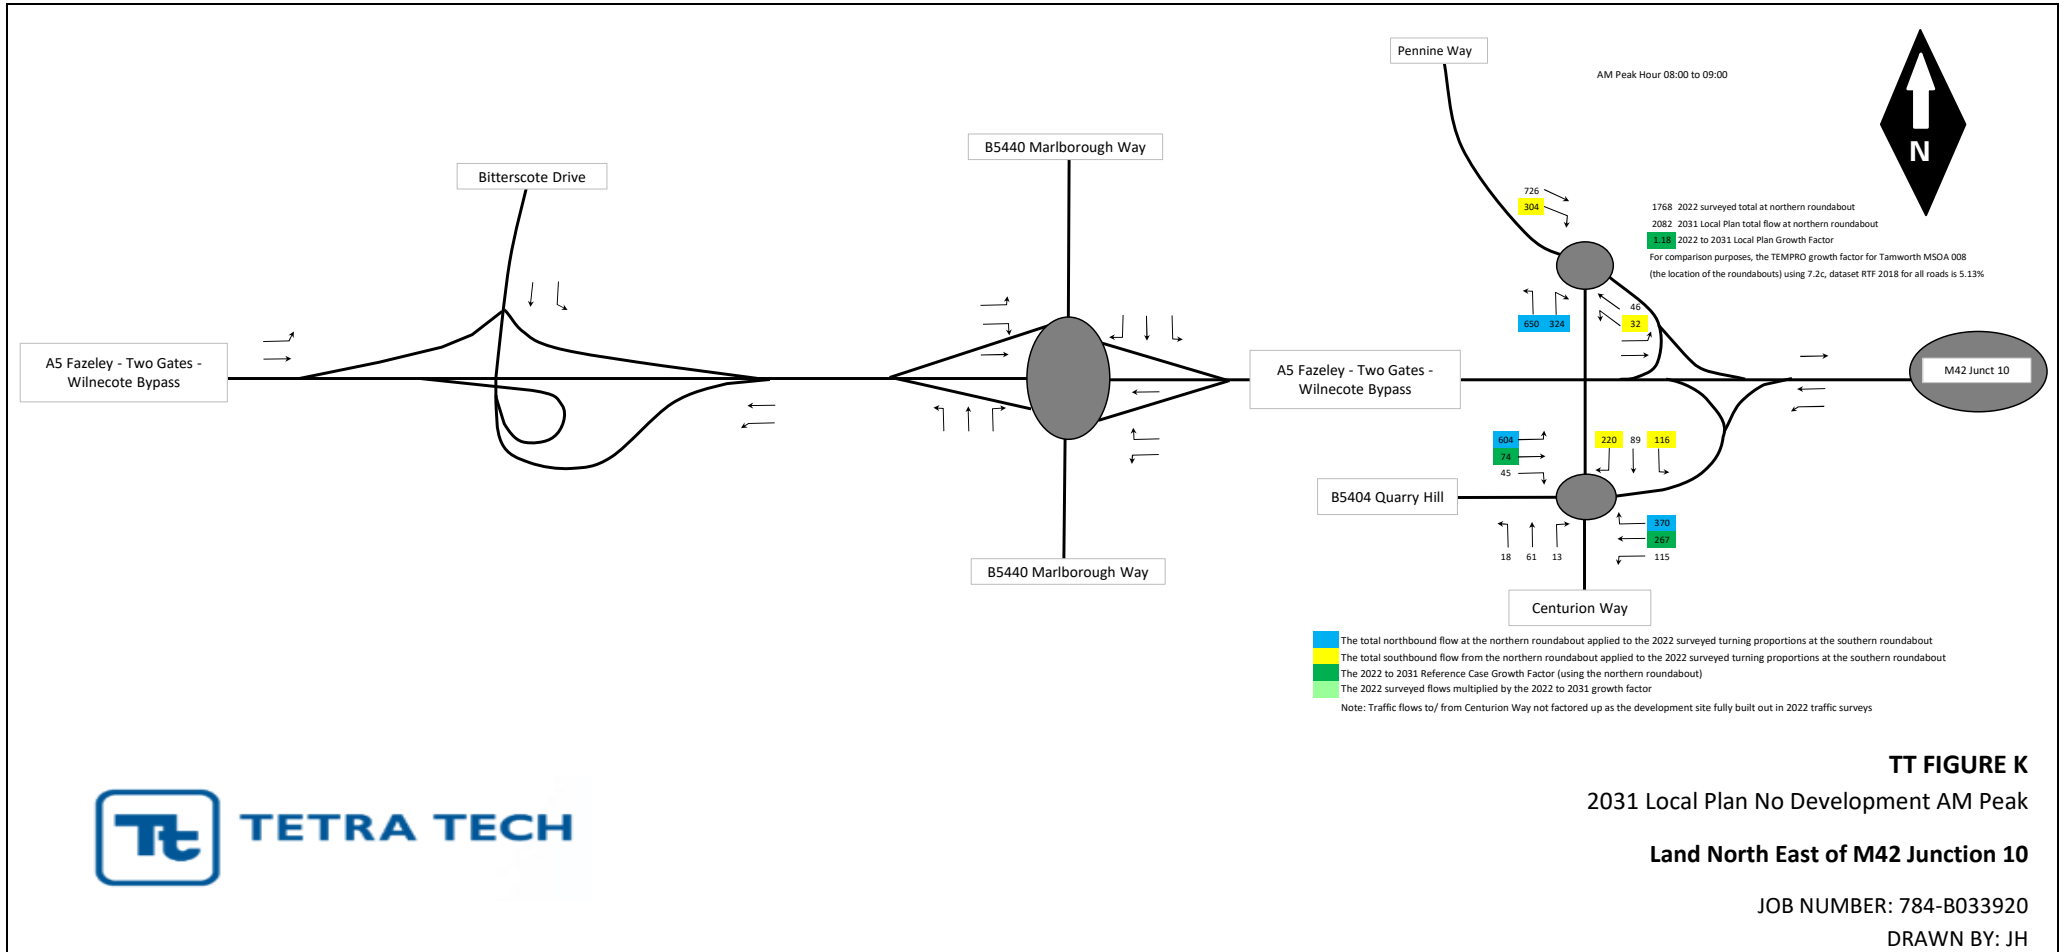 Pennine Way
AM Peak Hour 08:00 to 09:00
N
B5440 Marlborough Way
Bitterscote Drive
726
304
1768 2022 surveyed total at northern roundabout
2082 2031 Local Plan total flow at northern roundabout
1.18 2022 to 2031 Local Plan Growth Factor
For comparison purposes, the TEMPRO growth factor for Tamworth MSOA 008
(the location of the roundabouts) using 7.2c, dataset RTF 2018 for all roads is 5.13%
46
650 324 32
A5 Fazeley - Two Gates -
Wilnecote Bypass
A5 Fazeley - Two Gates -
Wilnecote Bypass
M42 Junct 10
604 220 89 116
74
45
B5404 Quarry Hill
370
267
18 61 13 115
B5440 Marlborough Way
Centurion Way
The total northbound flow at the northern roundabout applied to the 2022 surveyed turning proportions at the southern roundabout
The total southbound flow from the northern roundabout applied to the 2022 surveyed turning proportions at the southern roundabout
The 2022 to 2031 Reference Case Growth Factor (using the northern roundabout)
The 2022 surveyed flows multiplied by the 2022 to 2031 growth factor
Note: Traffic flows to/ from Centurion Way not factored up as the development site fully built out in 2022 traffic surveys
TT FIGURE K
2031 Local Plan No Development AM Peak
Land North East of M42 Junction 10
JOB NUMBER: 784-B033920
DRAWN BY: JH
Tt TETRA TECH